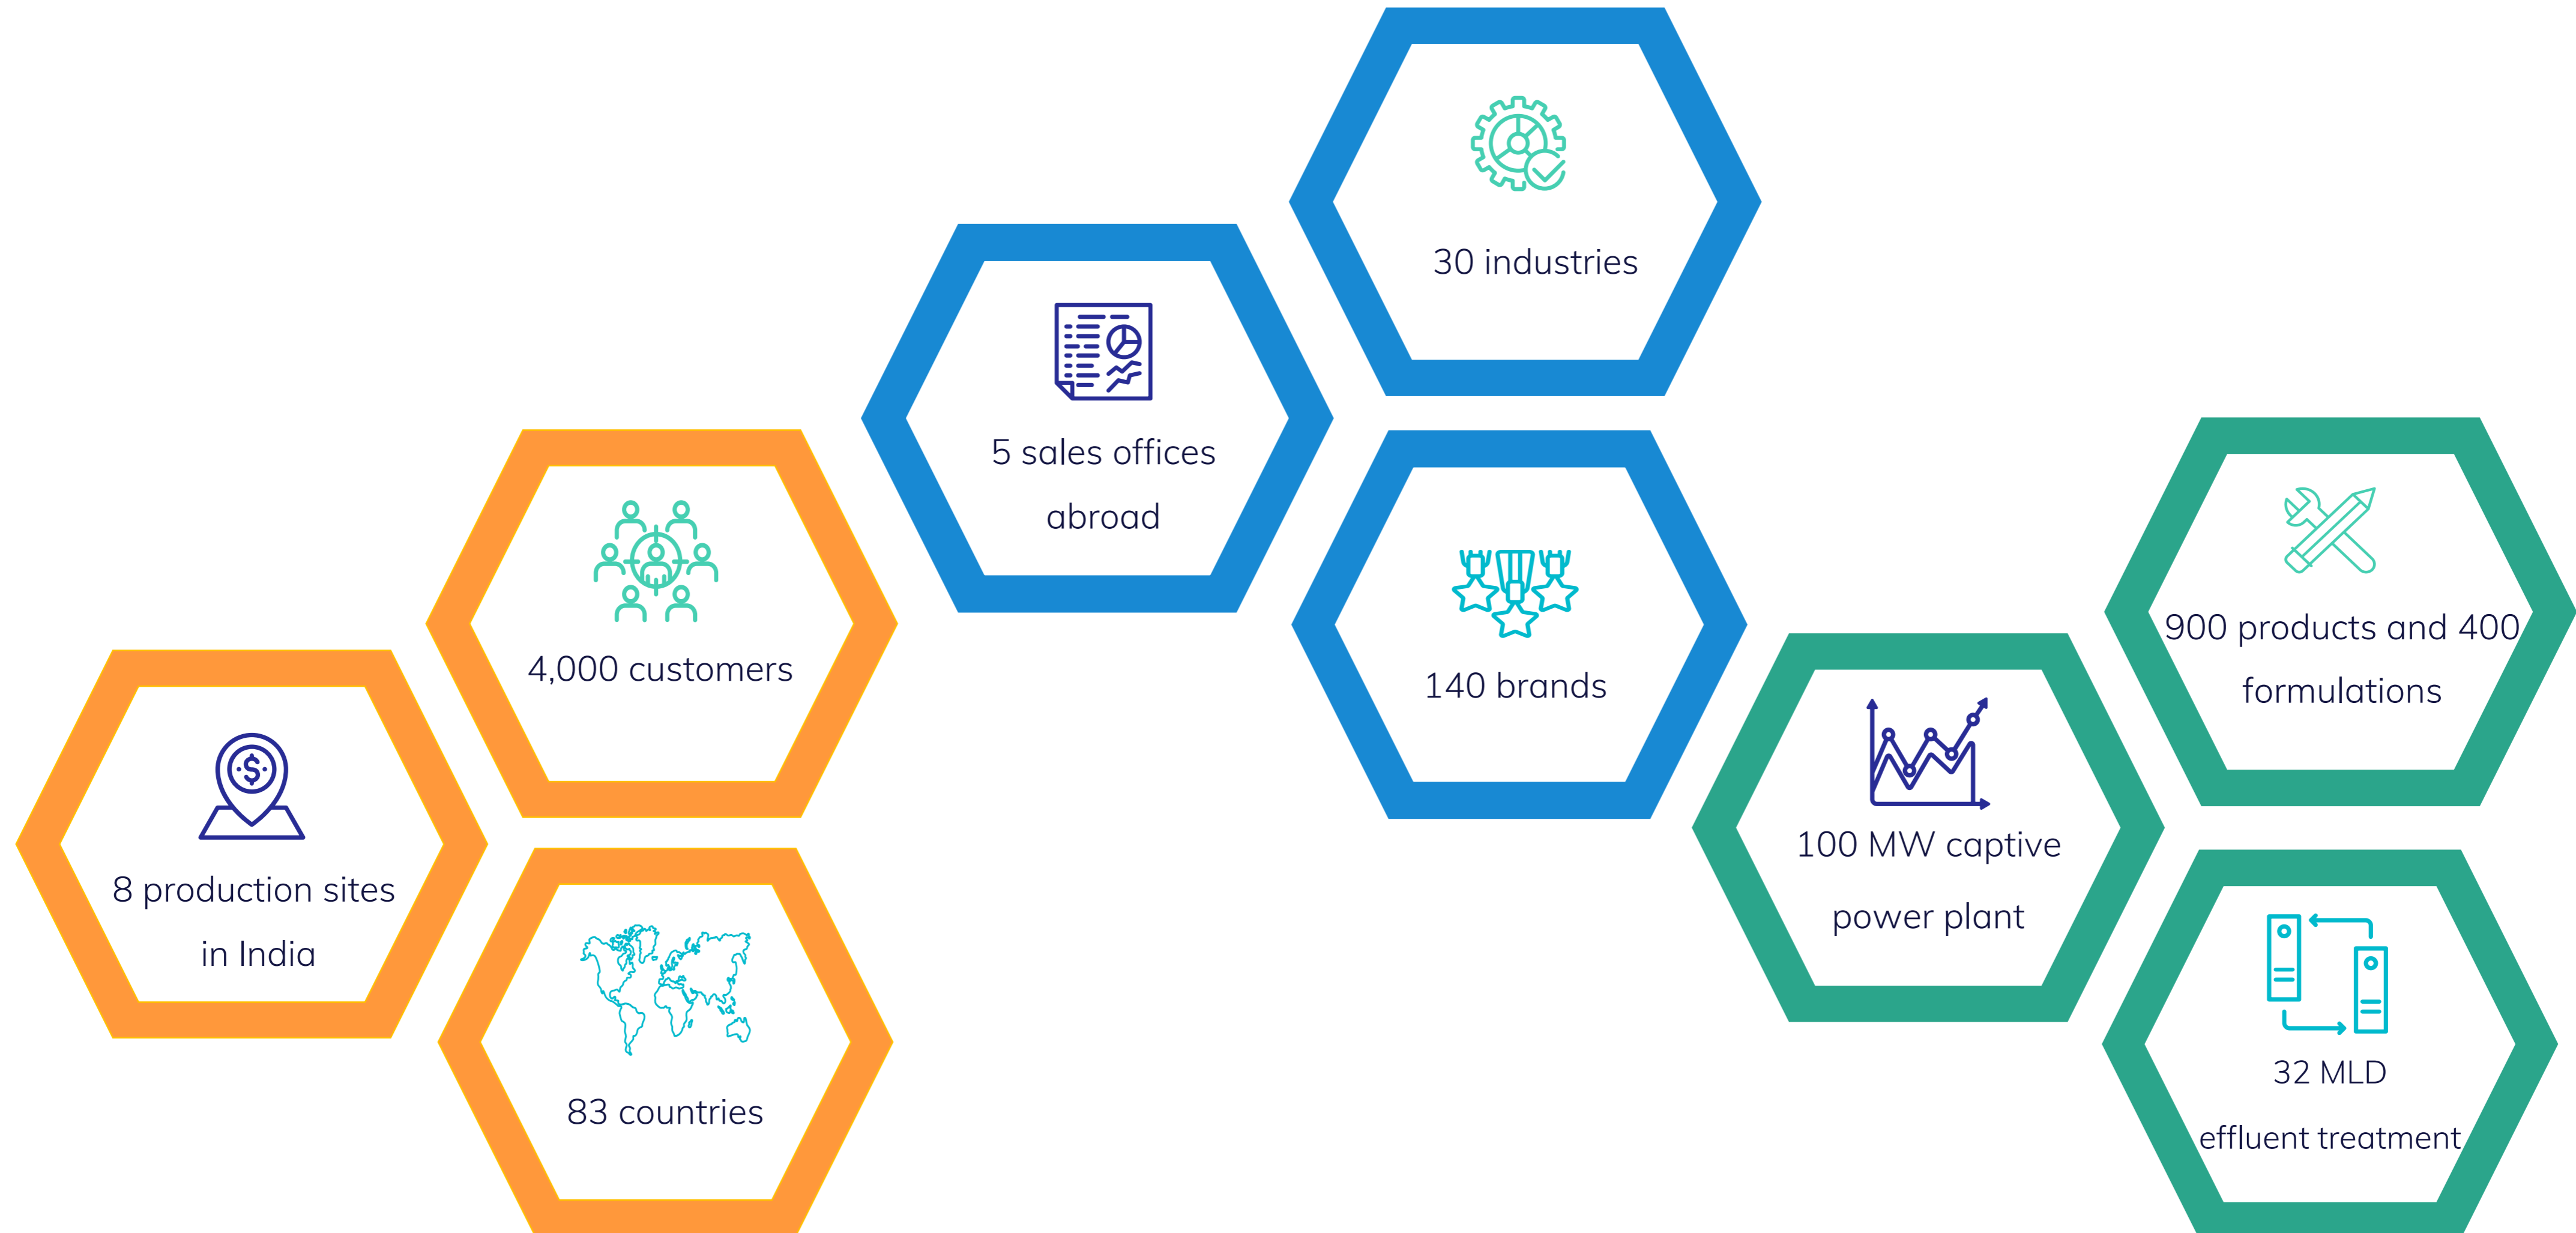 8 production sites
in India
4,000 customers
83 countries
5 sales offices
abroad
30 industries
140 brands
100 MW captive
power plant
900 products and 400
formulations
32 MLD
effluent treatment